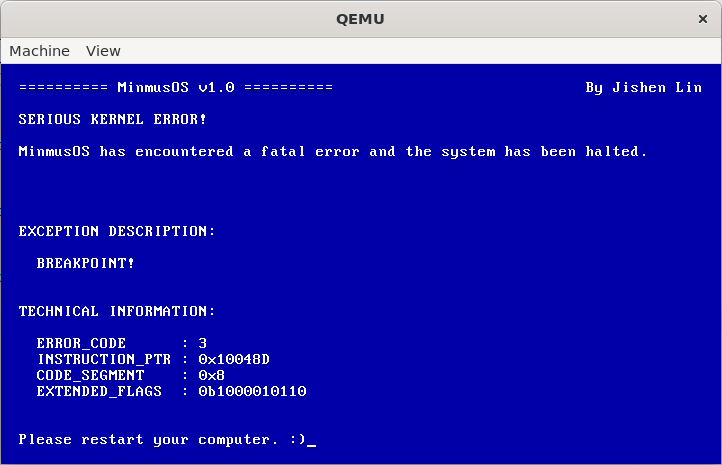 QEMU
Machine View
========== MinmusOS v1.0 ========== By Jishen Lin
SERIOUS KERNEL ERROR!
MinmusOS has encountered a fatal error and the system has been halted.
EXCEPTION DESCRIPTION:
BREAKPOINT!
TECHNICAL INFORMATION:
ERROR_CODE : 3
INSTRUCTION_PTR : 0x10048D
CODE_SEGMENT : 0x8
EXTENDED_FLAGS : 0b1000010110
Please restart your computer. :)_